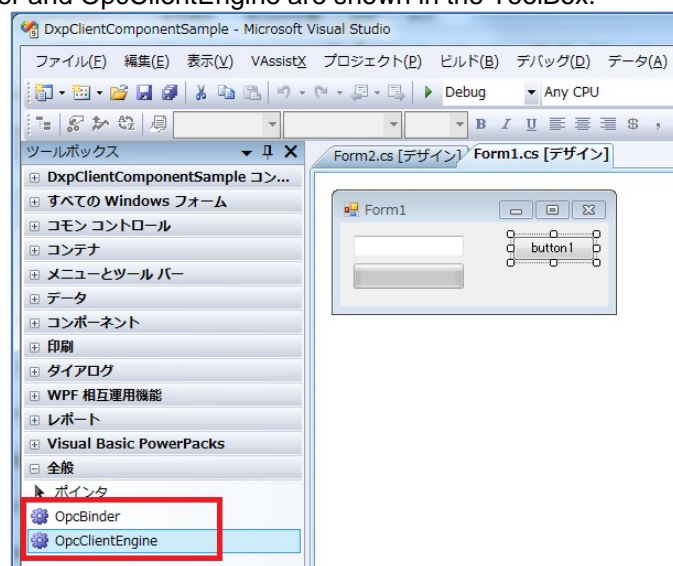 er and OpcClientEngine are shown in the ToolBox.
DxpClientComponentSample - Microsoft Visual Studio
ファイル(F) 編集(E) 表示(V) VAssistX プロジェクト(P) ビルド(B) デバッグ(D) データ(A)
Debug Any CPU
B I U $ ,
ツールボックス
Form2.cs [デザイン] Form1.cs [デザイン]
DxpClientComponentSample コン...
すべての Windows フォーム
コモン コントロール
コンテナ
メニューとツール バー
データ
コンポーネント
印刷
ダイアログ
WPF 相互運用機能
レポート
Visual Basic PowerPacks
全般
ポインタ
OpcBinder
OpcClientEngine
Form1
button1